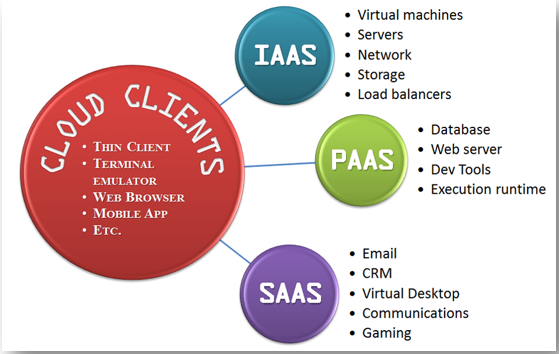 CLOUD CLIENTS
• THIN CLIENT
• TERMINAL
EMULATOR
• WEB BROWSER
• MOBILE APP
• ETC.
IAAS
• Virtual machines
• Servers
• Network
• Storage
• Load balancers
PAAS
• Database
• Web server
• Dev Tools
• Execution runtime
SAAS
• Email
• CRM
• Virtual Desktop
• Communications
• Gaming